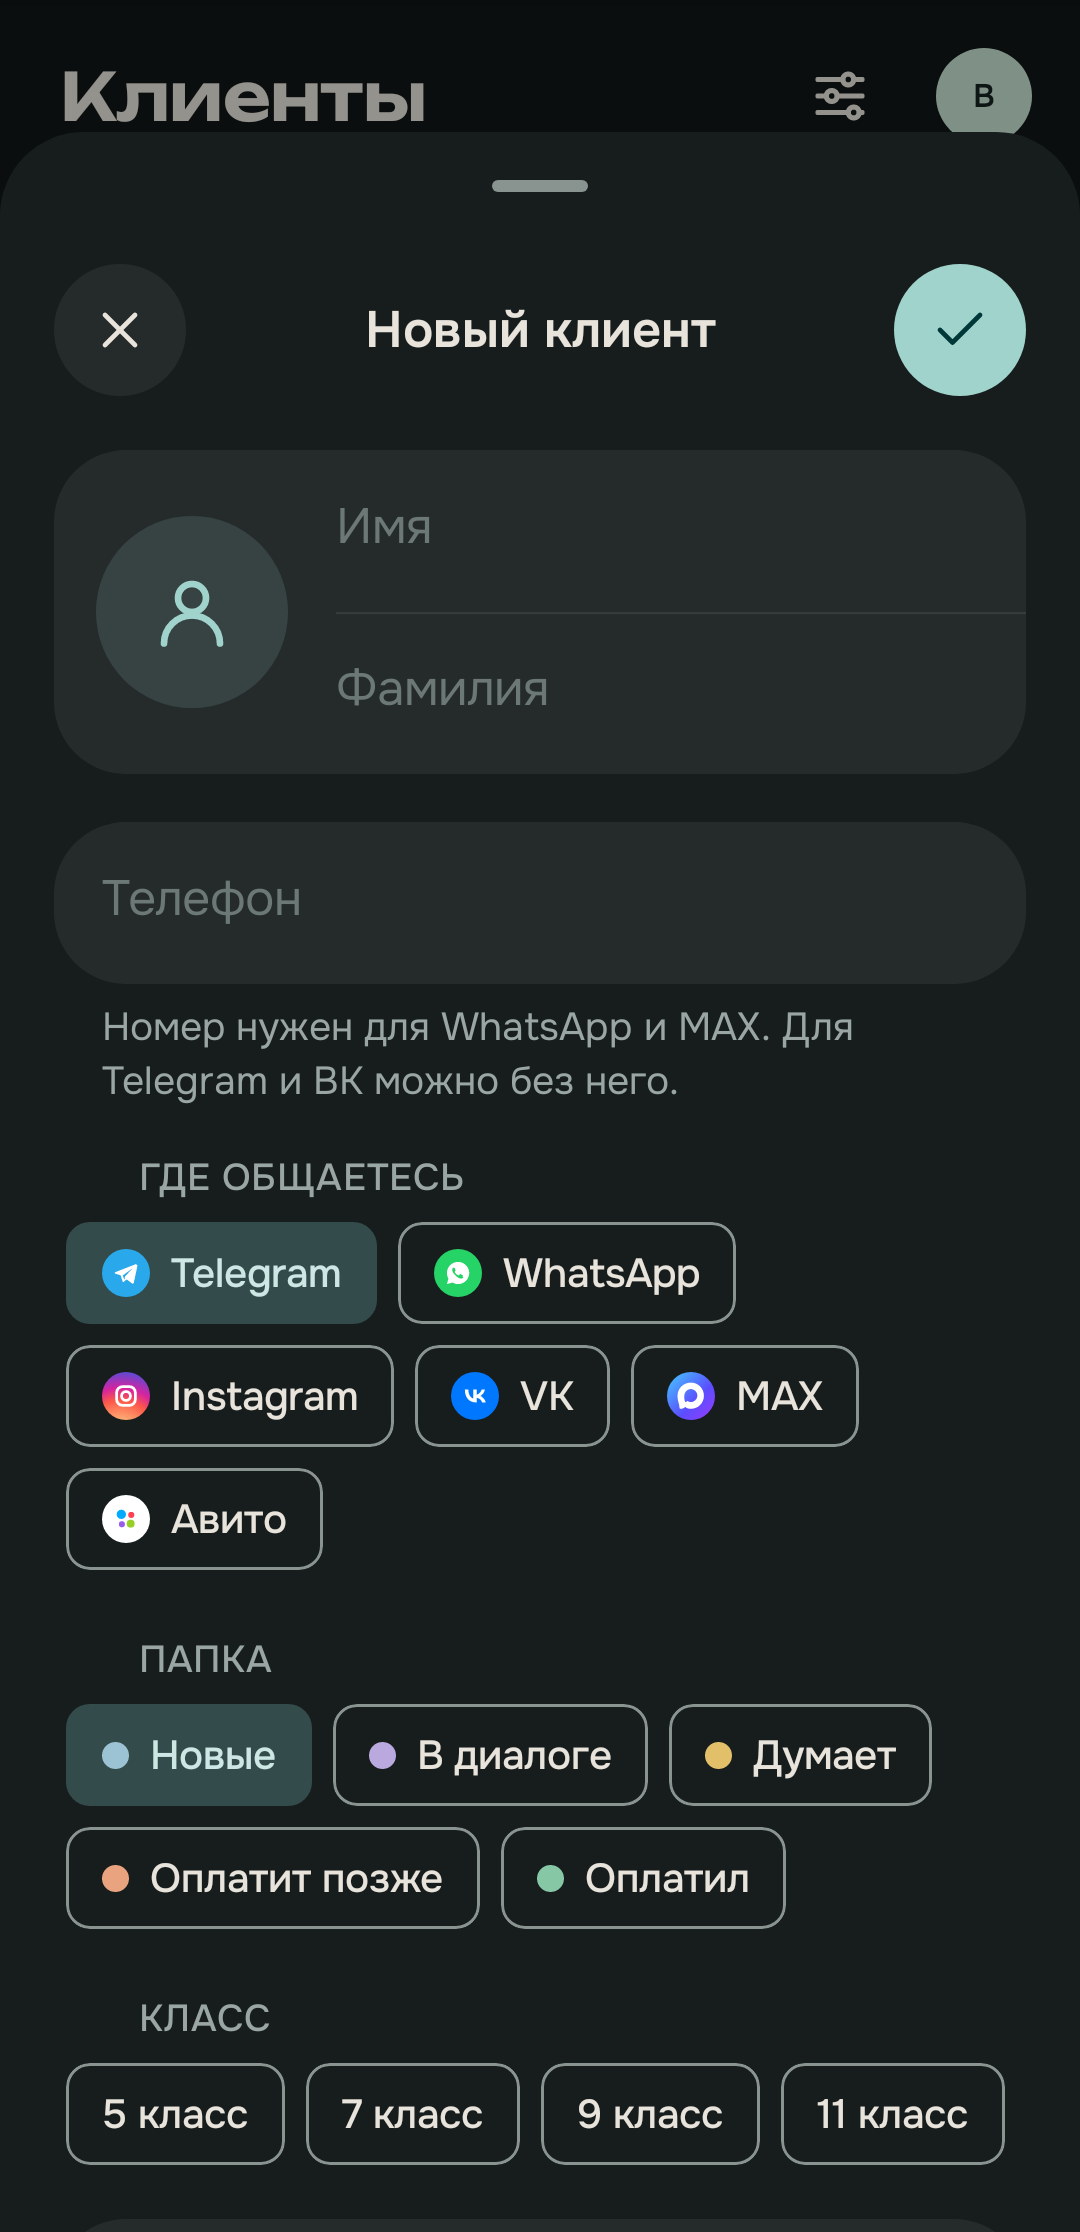 Клиенты
B
Новый клиент
Имя
Фамилия
Телефон
Номер нужен для WhatsApp и MAX. Для
Telegram и ВК можно без него.
ГДЕ ОБЩАЕТЕСЬ
Telegram
WhatsApp
Instagram
VK
MAX
Авито
ПАПКА
Новые
В диалоге
Думает
Оплатит позже
Оплатил
КЛАСС
5 класс
7 класс
9 класс
11 класс